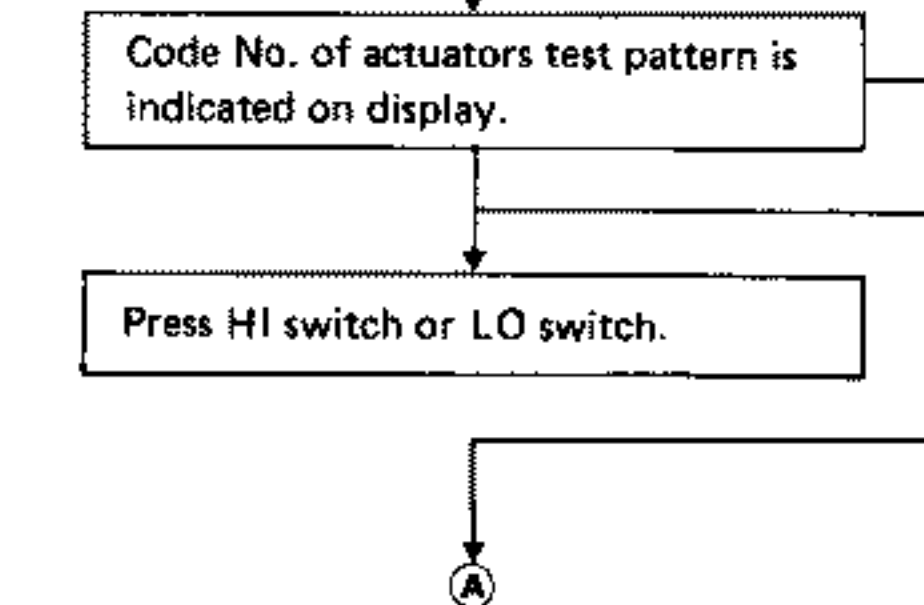 Code No. of actuators test pattern is
indicated on display.
Press HI switch or LO switch.
A